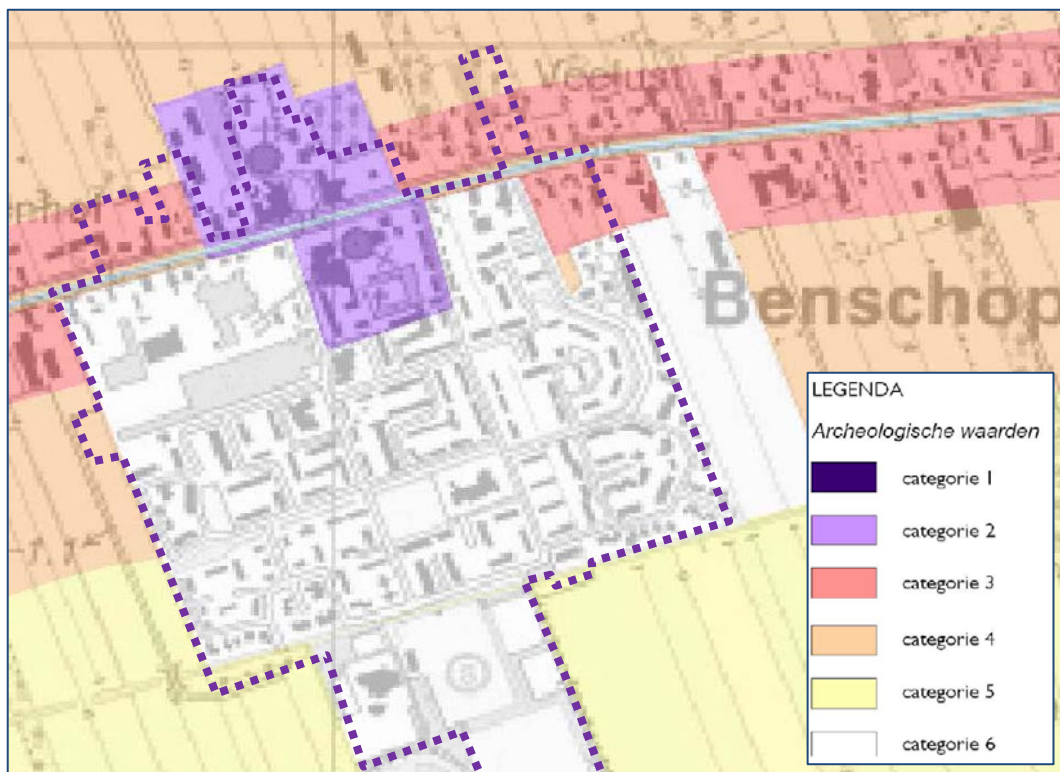 Benschop
LEGENDA
Archeologische waarden
categorie 1
categorie 2
categorie 3
categorie 4
categorie 5
categorie 6